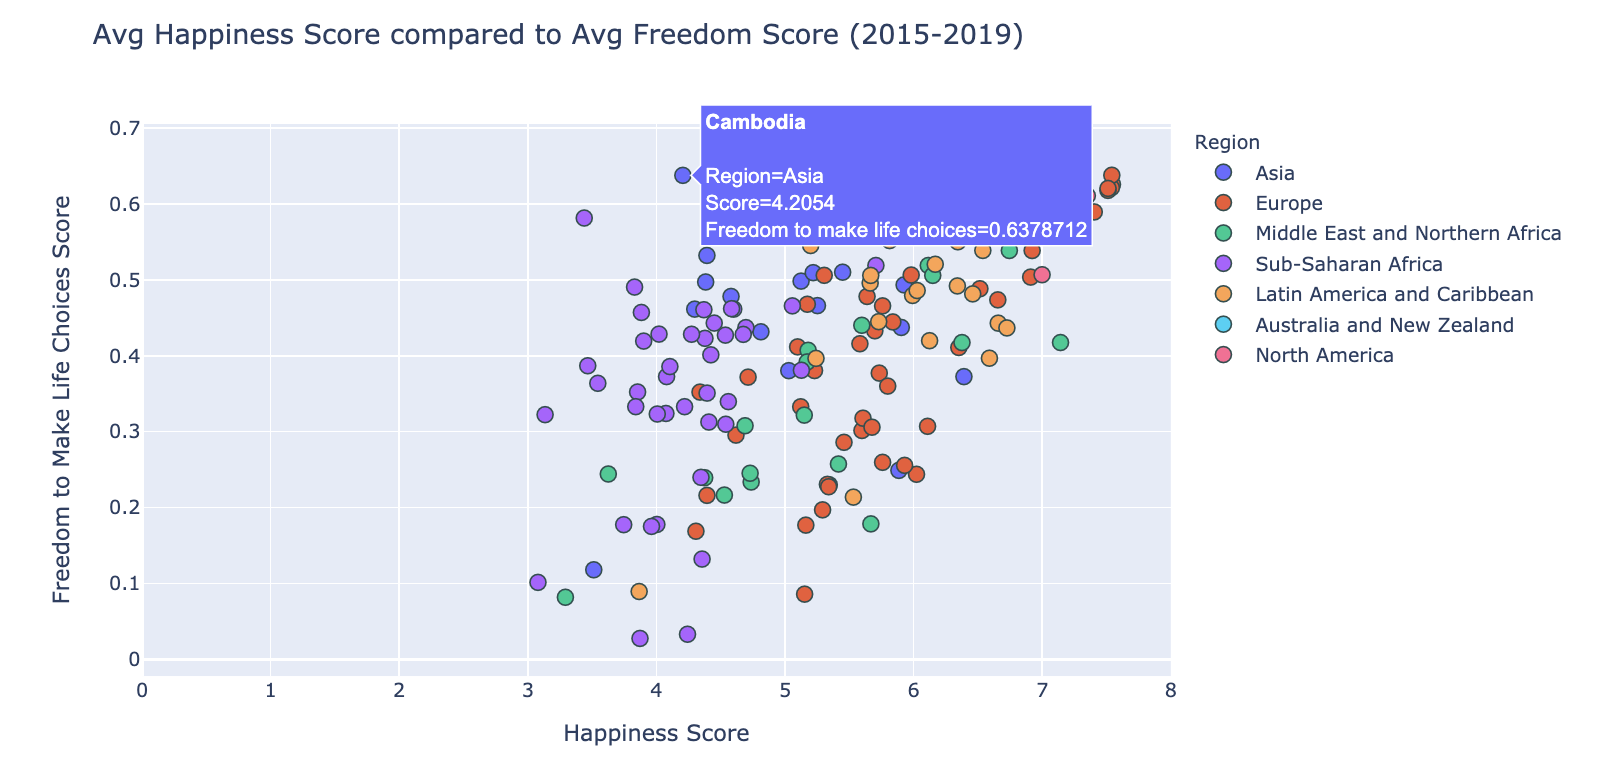 Avg Happiness Score compared to Avg Freedom Score (2015-2019)
Cambodia
Region=Asia
Score=4.2054
Freedom to make life choices=0.6378712
Freedom to Make Life Choices Score
0.7
0.6
0.5
0.4
0.3
0.2
0.1
0
0 1 2 3 4 5 6 7 8
Happiness Score
Region
Asia
Europe
Middle East and Northern Africa
Sub-Saharan Africa
Latin America and Caribbean
Australia and New Zealand
North America